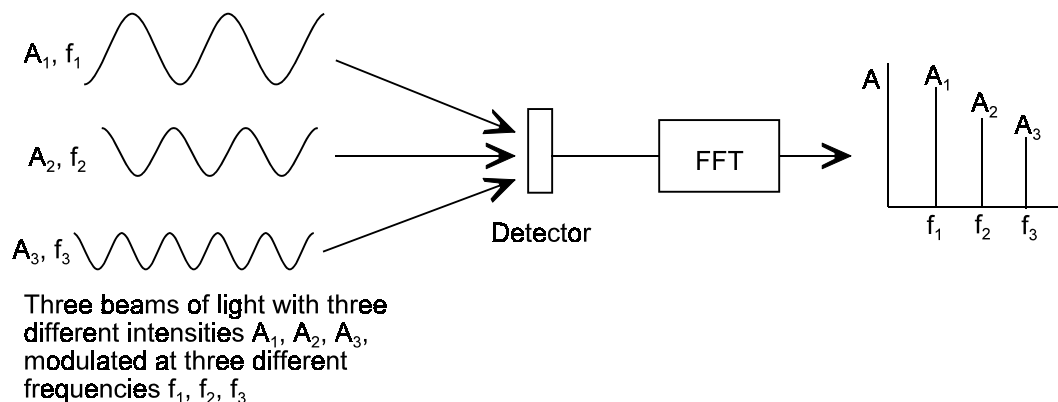 A₁, f₁
A₂, f₂
A₃, f₃
Three beams of light with three
different intensities A₁, A₂, A₃,
modulated at three different
frequencies f₁, f₂, f₃
Detector
FFT
A
A₁
A₂
A₃
f₁ f₂ f₃